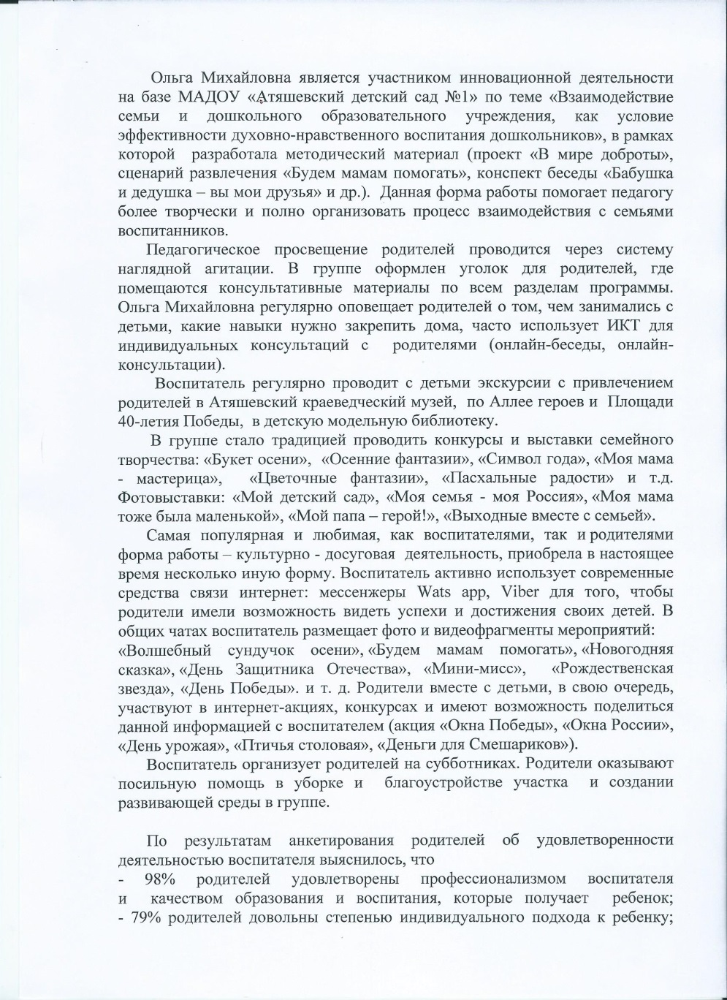 Ольга Михайловна является участником инновационной деятельности
на базе МАДОУ «Атяшевский детский сад №1» по теме «Взаимодействие
семьи и дошкольного образовательного учреждения, как условие
эффективности духовно-нравственного воспитания дошкольников», в рамках
которой разработала методический материал (проект «В мире доброты»,
сценарий развлечения «Будем мамам помогать», конспект беседы «Бабушка
и дедушка – вы мои друзья» и др.). Данная форма работы помогает педагогу
более творчески и полно организовать процесс взаимодействия с семьями
воспитанников.
Педагогическое просвещение родителей проводится через систему
наглядной агитации. В группе оформлен уголок для родителей, где
помещаются консультативные материалы по всем разделам программы.
Ольга Михайловна регулярно оповещает родителей о том, чем занимались с
детьми, какие навыки нужно закрепить дома, часто использует ИКТ для
индивидуальных консультаций с родителями (онлайн-беседы, онлайн-
консультации).
Воспитатель регулярно проводит с детьми экскурсии с привлечением
родителей в Атяшевский краеведческий музей, по Аллее героев и Площади
40-летия Победы, в детскую модельную библиотеку.
В группе стало традицией проводить конкурсы и выставки семейного
творчества: «Букет осени», «Осенние фантазии», «Символ года», «Моя мама
- мастерица», «Цветочные фантазии», «Пасхальные радости» и т.д.
Фотовыставки: «Мой детский сад», «Моя семья - моя Россия», «Моя мама
тоже была маленькой», «Мой папа – герой!», «Выходные вместе с семьей».
Самая популярная и любимая, как воспитателями, так и родителями
форма работы – культурно - досуговая деятельность, приобрела в настоящее
время несколько иную форму. Воспитатель активно использует современные
средства связи интернет: мессенжеры Wats app, Viber для того, чтобы
родители имели возможность видеть успехи и достижения своих детей. В
общих чатах воспитатель размещает фото и видеофрагменты мероприятий:
«Волшебный сундучок осени», «Будем мамам помогать», «Новогодняя
сказка», «День Защитника Отечества», «Мини-мисс», «Рождественская
звезда», «День Победы». и т. д. Родители вместе с детьми, в свою очередь,
участвуют в интернет-акциях, конкурсах и имеют возможность поделиться
данной информацией с воспитателем (акция «Окна Победы», «Окна России»,
«День урожая», «Птичья столовая», «Деньги для Смешариков»).
Воспитатель организует родителей на субботниках. Родители оказывают
посильную помощь в уборке и благоустройстве участка и создании
развивающей среды в группе.
По результатам анкетирования родителей об удовлетворенности
деятельностью воспитателя выяснилось, что
- 98% родителей удовлетворены профессионализмом воспитателя
и качеством образования и воспитания, которые получает ребенок;
- 79% родителей довольны степенью индивидуального подхода к ребенку;